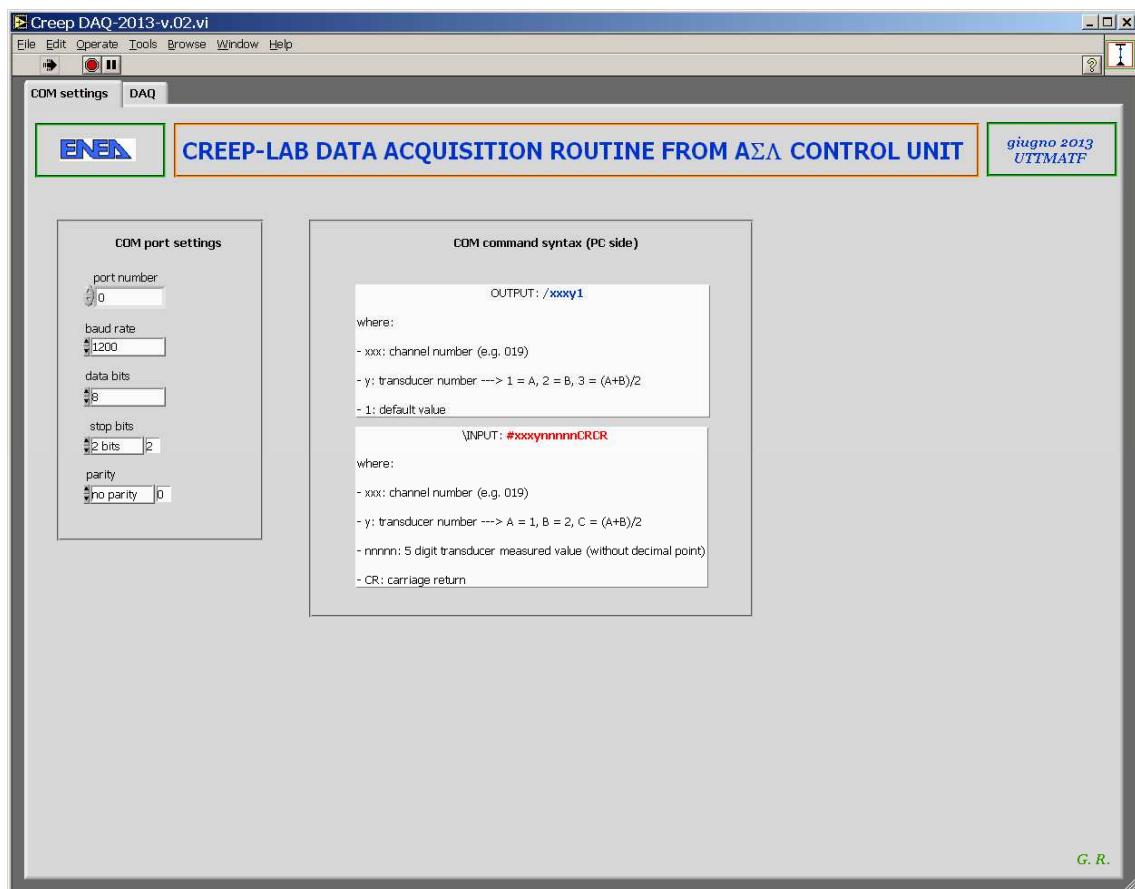 Creep DAQ-2013-v.02.vi
File Edit Operate Tools Browse Window Help
COM settings DAQ
ENEA
CREEP-LAB DATA ACQUISITION ROUTINE FROM AΣΛ CONTROL UNIT
giugno 2013
UTTMATF
COM port settings
port number
0
baud rate
1200
data bits
8
stop bits
2 bits 2
parity
no parity 0
COM command syntax (PC side)
OUTPUT: /xxxy1
where:
- xxx: channel number (e.g. 019)
- y: transducer number ---> 1 = A, 2 = B, 3 = (A+B)/2
- 1: default value
\INPUT: #xxxynnnnnCRCR
where:
- xxx: channel number (e.g. 019)
- y: transducer number ---> A = 1, B = 2, C = (A+B)/2
- nnnnn: 5 digit transducer measured value (without decimal point)
- CR: carriage return
G. R.